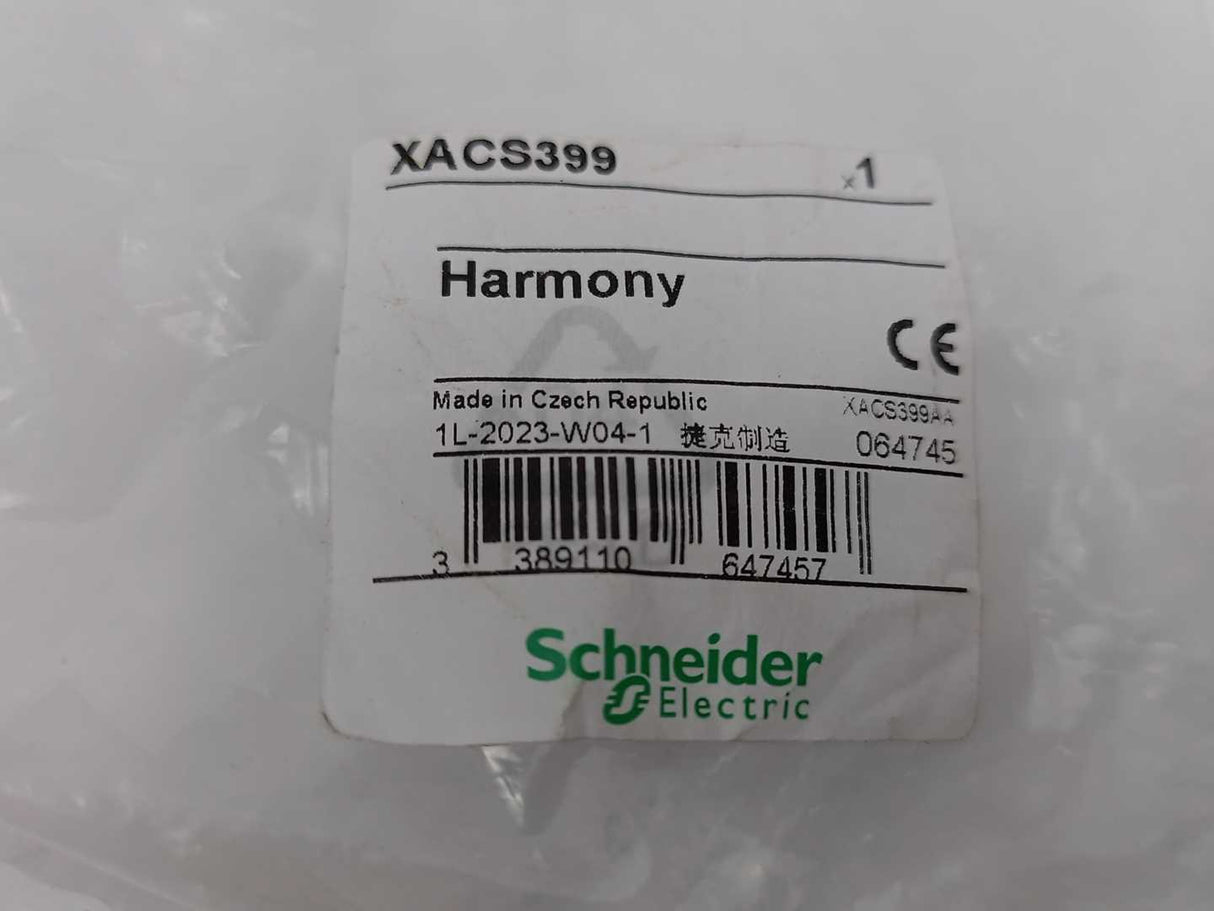 XACS399 x1
Harmony
CE
Made in Czech Republic XACS399AA
1L-2023-W04-1 捷克制造 064745
3 389110 647457
Schneider
Electric